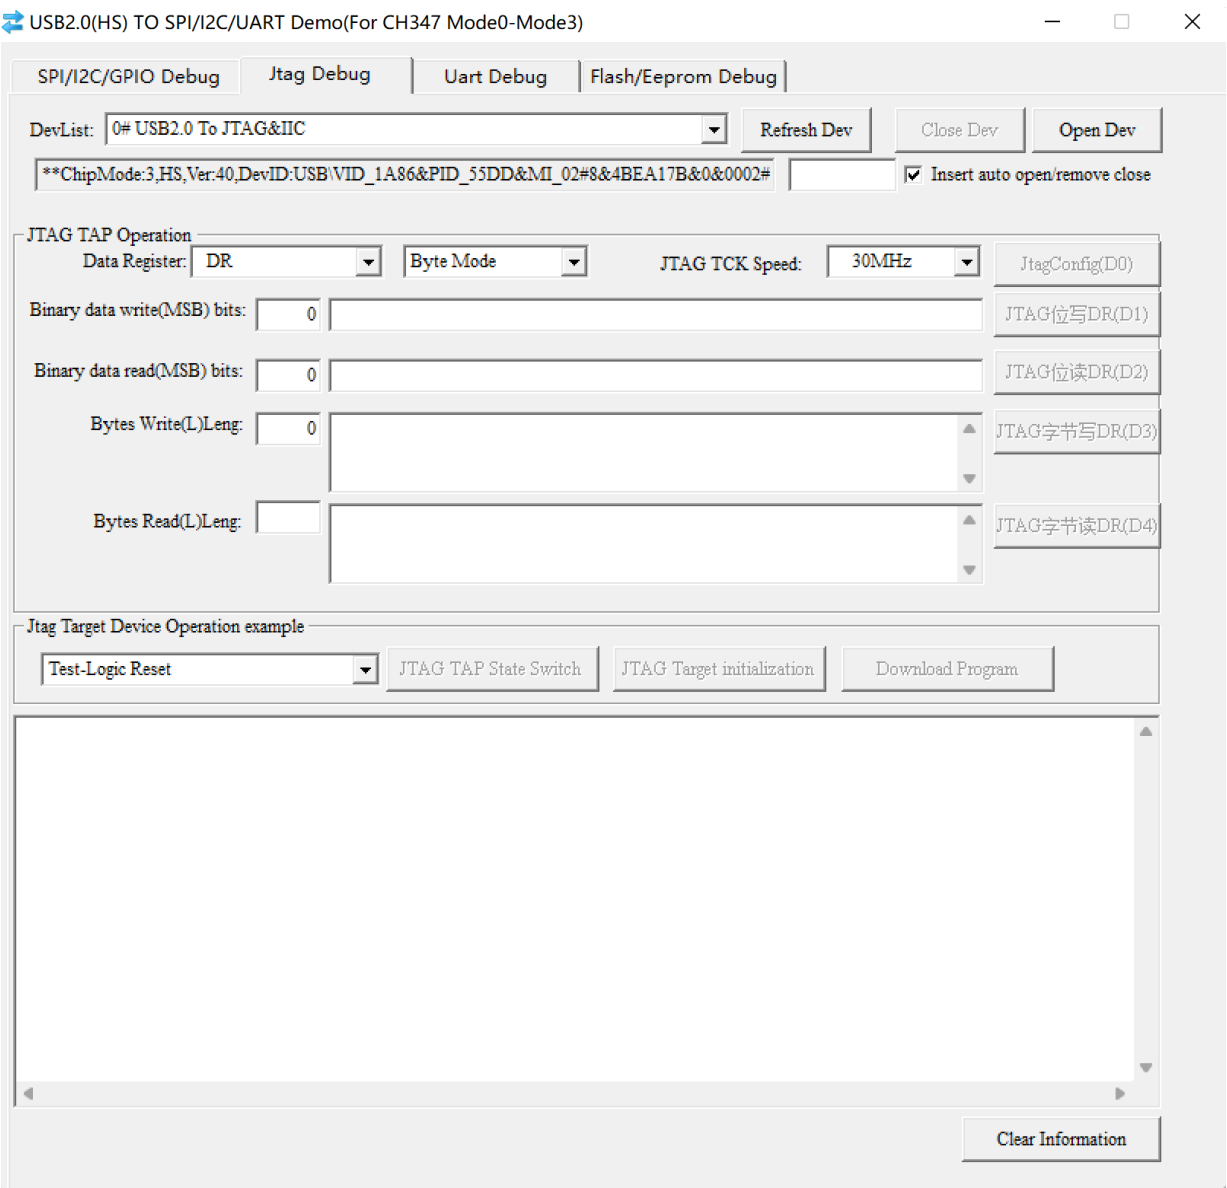 USB2.0(HS) TO SPI/I2C/UART Demo(For CH347 Mode0-Mode3)
SPI/I2C/GPIO Debug
Jtag Debug
Uart Debug
Flash/Eeprom Debug
DevList:
0# USB2.0 To JTAG&IIC
Refresh Dev
Close Dev
Open Dev
**ChipMode:3,HS,Ver:40,DevID:USB\VID_1A86&PID_55DD&MI_02#8&4BEA17B&0&0002#
Insert auto open/remove close
JTAG TAP Operation
Data Register:
DR
Byte Mode
JTAG TCK Speed:
30MHz
JtagConfig(D0)
Binary data write(MSB) bits:
0
JTAG位写DR(D1)
Binary data read(MSB) bits:
0
JTAG位读DR(D2)
Bytes Write(L)Leng:
0
JTAG字节写DR(D3)
Bytes Read(L)Leng:
JTAG字节读DR(D4)
Jtag Target Device Operation example
Test-Logic Reset
JTAG TAP State Switch
JTAG Target initialization
Download Program
Clear Information